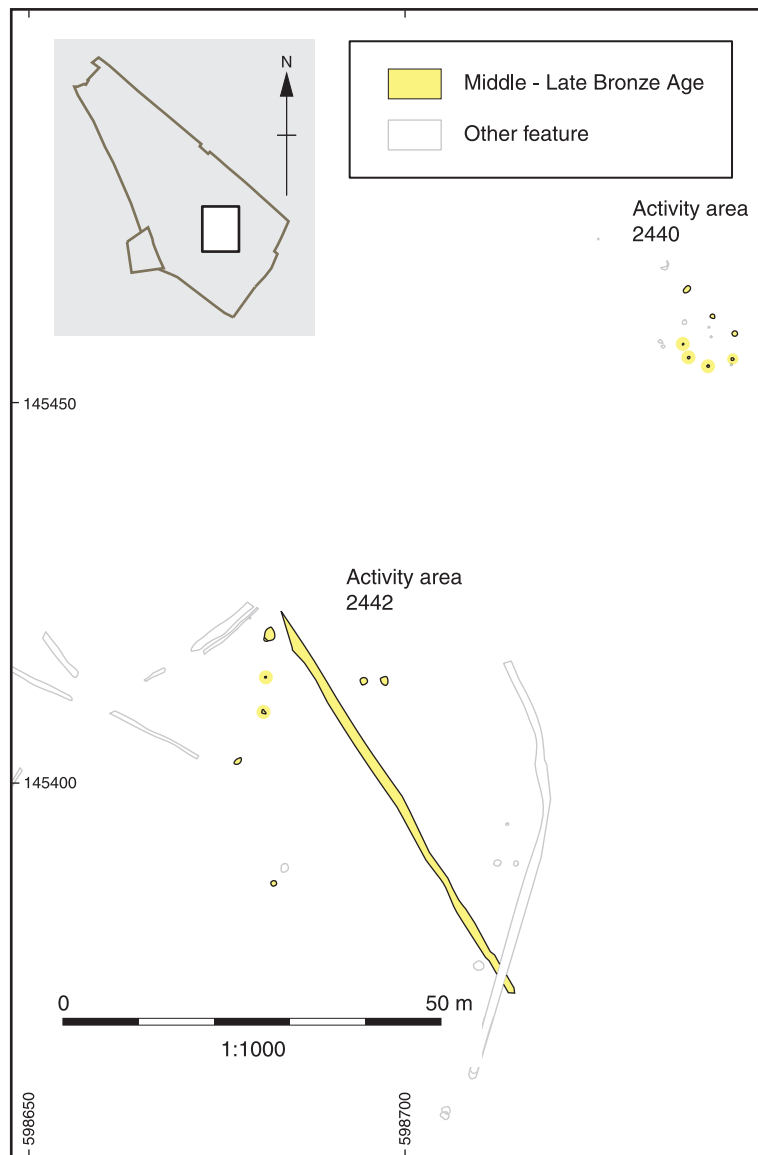 N
Middle - Late Bronze Age
Other feature
Activity area
2440
145450
Activity area
2442
145400
0
50 m
1:1000
598650
598700